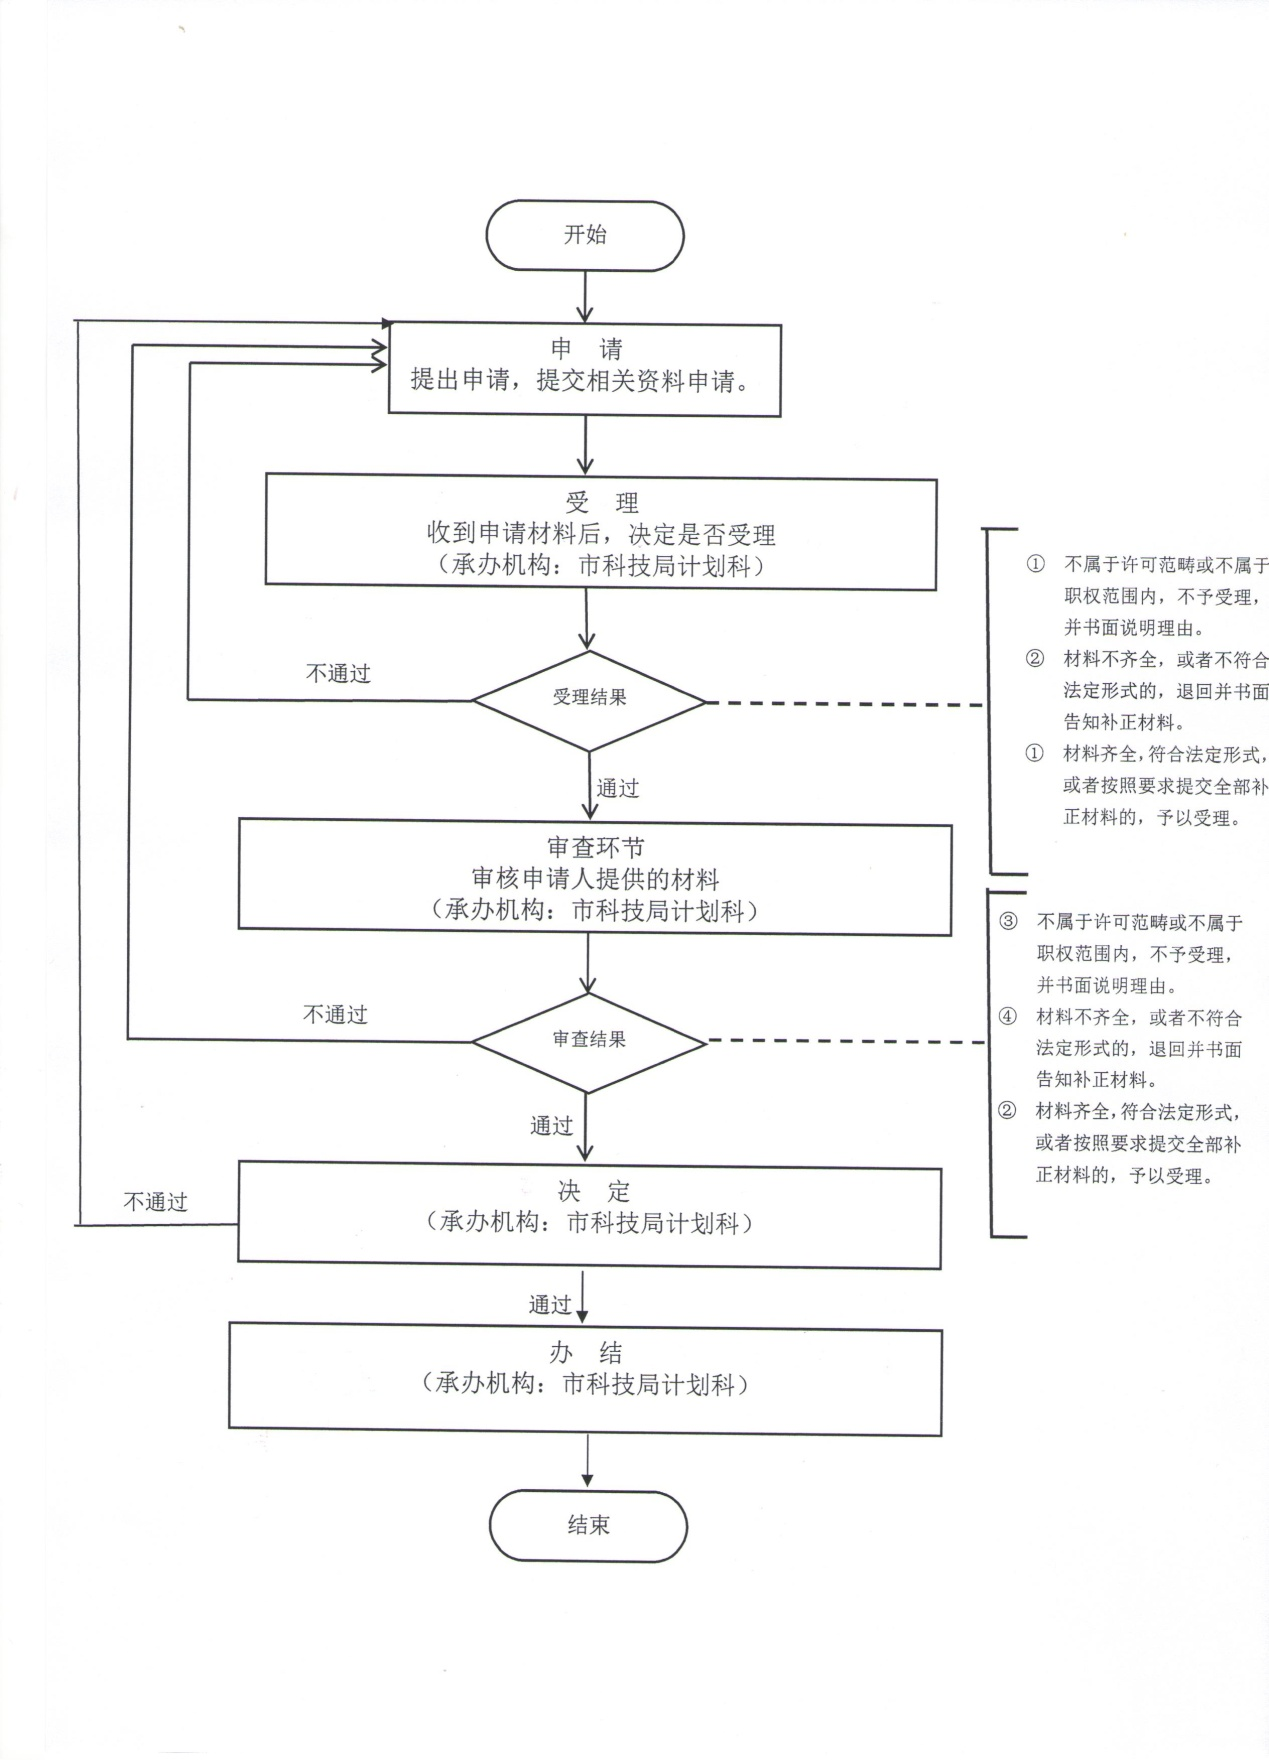 开始
申 请
提出申请，提交相关资料申请。
受 理
收到申请材料后，决定是否受理
（承办机构：市科技局计划科）
不通过
受理结果
通过
① 不属于许可范畴或不属于
职权范围内，不予受理，
并书面说明理由。
② 材料不齐全，或者不符合
法定形式的，退回并书面
告知补正材料。
① 材料齐全，符合法定形式，
或者按照要求提交全部补
正材料的，予以受理。
审查环节
审核申请人提供的材料
（承办机构：市科技局计划科）
不通过
审查结果
通过
③ 不属于许可范畴或不属于
职权范围内，不予受理，
并书面说明理由。
④ 材料不齐全，或者不符合
法定形式的，退回并书面
告知补正材料。
② 材料齐全，符合法定形式，
或者按照要求提交全部补
正材料的，予以受理。
决 定
（承办机构：市科技局计划科）
不通过
通过
办 结
（承办机构：市科技局计划科）
结束